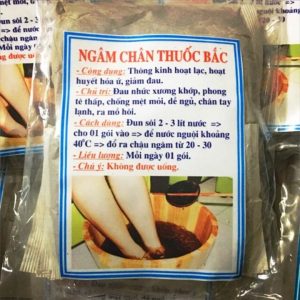 NGÂM CHÂN THUỐC BẮC
- Công dụng: Thông kinh hoạt lạc, hoạt
huyết hóa ứ, giảm đau.
- Chủ trị: Đau nhức xương khớp, phong
tê thấp, chống mệt mỏi, dễ ngủ, chân tay
lạnh, ra mồ hôi.
- Cách dùng: Đun sôi 2 - 3 lít nước =>
cho 01 gói vào => để nước nguội khoảng
40°C => đổ ra chậu ngâm từ 20 - 30
- Liều lượng: Mỗi ngày 01 gói.
- Chú ý: Không được uống.